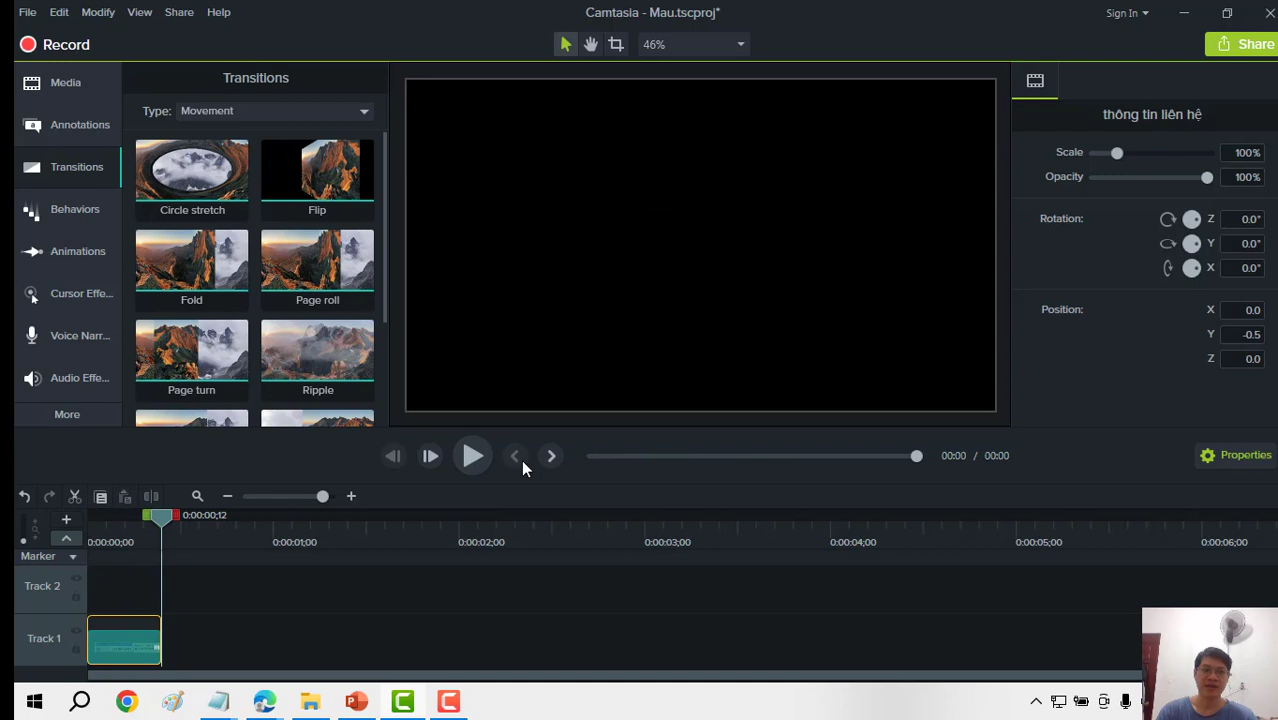 File Edit Modify View Share Help
Camtasia - Mau.tscproj*
Sign In
Record
46%
Share
Media
Annotations
Transitions
Behaviors
Animations
Cursor Effe...
Voice Narr...
Audio Effe...
More
Transitions
Type: Movement
Circle stretch
Flip
Fold
Page roll
Page turn
Ripple
thông tin liên hệ
Scale 100%
Opacity 100%
Rotation: Z 0.0°
Y 0.0°
X 0.0°
Position: X 0.0
Y -0.5
Z 0.0
00:00 / 00:00
Properties
0:00:00;12
0:00:00;00 0:00:01;00 0:00:02;00 0:00:03;00 0:00:04;00 0:00:05;00 0:00:06;00
Marker
Track 2
Track 1